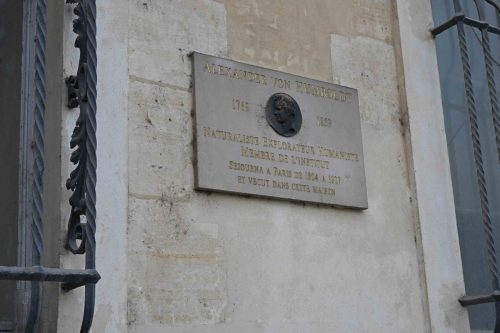 ALEXANDER VON HUMBOLDT
1769 1859
NATURALISTE EXPLORATEUR HUMANISTE
MEMBRE DE L'INSTITUT
SEJOURNA A PARIS DE 1804 A 1827
ET VECUT DANS CETTE MAISON